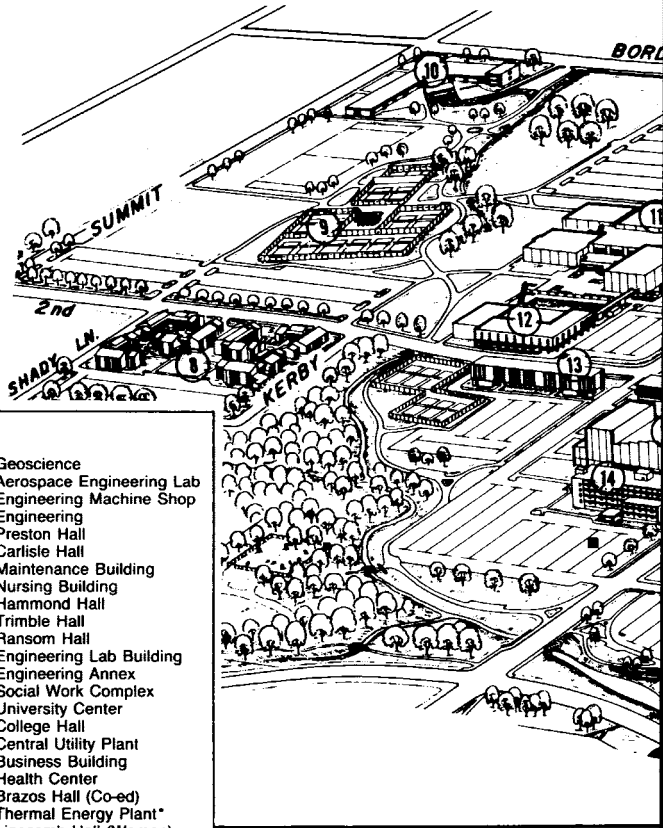 BORD
10
SUMMIT
9
11
2nd
12
SHADY LN.
8
KERBY
13
14
Geoscience
Aerospace Engineering Lab
Engineering Machine Shop
Engineering
Preston Hall
Carlisle Hall
Maintenance Building
Nursing Building
Hammond Hall
Trimble Hall
Ransom Hall
Engineering Lab Building
Engineering Annex
Social Work Complex
University Center
College Hall
Central Utility Plant
Business Building
Health Center
Brazos Hall (Co-ed)
Thermal Energy Plant*